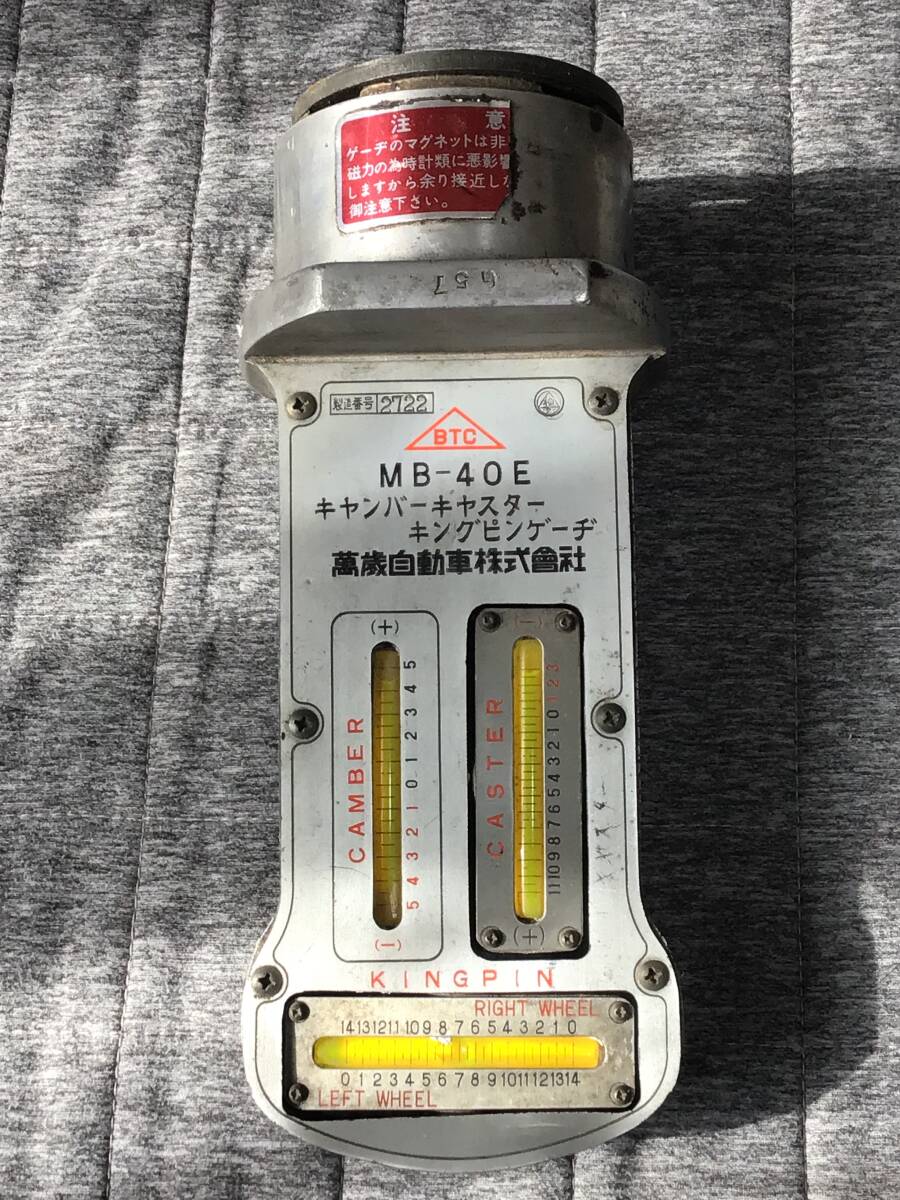 注 意
ゲーヂのマグネットは非
磁力の為時計類に悪影響
しますから余り接近しな
御注意下さい。
657
製造番号 2722
BTC
MB-40E
キャンバーキャスター
キングピンゲーヂ
萬歳自動車株式會社
(+)
CAMBER
5 4 3 2 1 0 1 2 3 4 5
(-)
(-)
CASTER
11 10 9 8 7 6 5 4 3 2 1 0 1 2 3
(+)
KINGPIN
RIGHT WHEEL
14 13 12 11 10 9 8 7 6 5 4 3 2 1 0
0 1 2 3 4 5 6 7 8 9 10 11 12 13 14
LEFT WHEEL